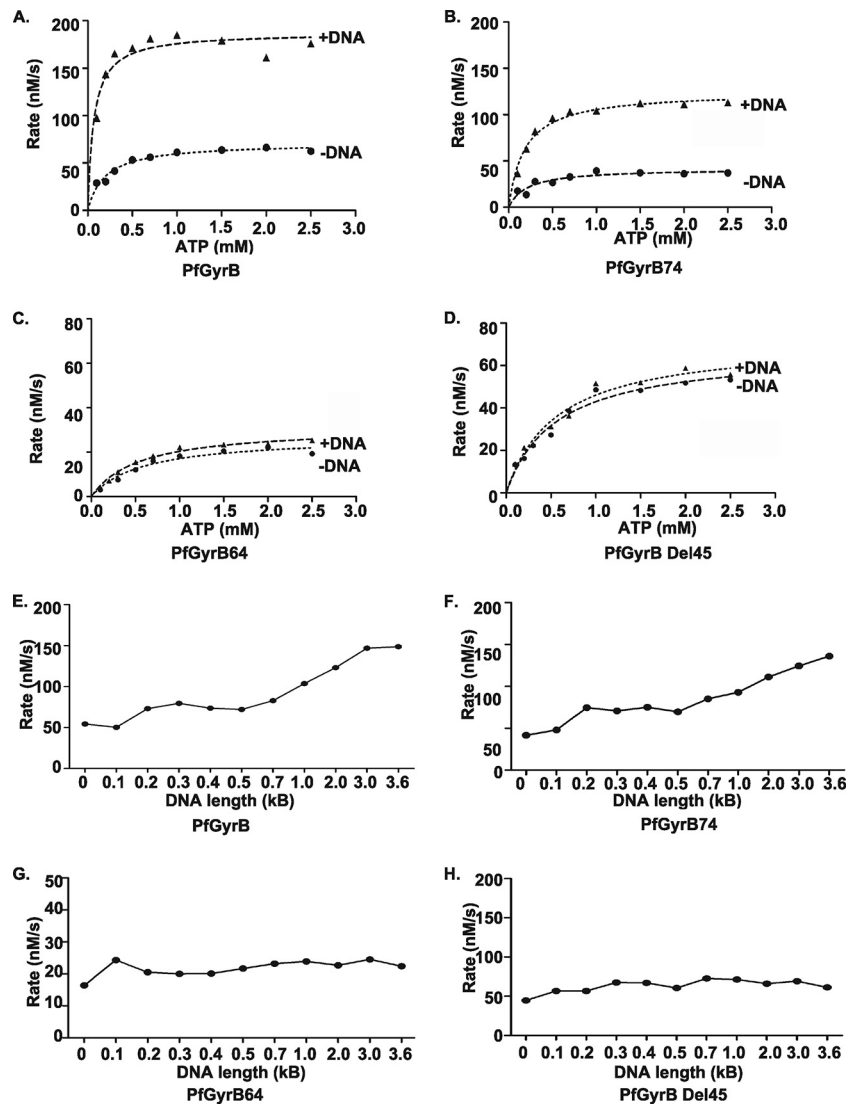 A.
200
150
100
50
0
Rate (nM/s)
+DNA
-DNA
0.0 0.5 1.0 1.5 2.0 2.5 3.0
ATP (mM)
PfGyrB
B.
200
150
100
50
0
Rate (nM/s)
+DNA
-DNA
0.0 0.5 1.0 1.5 2.0 2.5 3.0
ATP (mM)
PfGyrB74
C.
80
60
40
20
0
Rate (nM/s)
+DNA
-DNA
0.0 0.5 1.0 1.5 2.0 2.5 3.0
ATP (mM)
PfGyrB64
D.
80
60
40
20
0
Rate (nM/s)
+DNA
-DNA
0.0 0.5 1.0 1.5 2.0 2.5 3.0
ATP (mM)
PfGyrB Del45
E.
200
150
100
50
0
Rate (nM/s)
0 0.1 0.2 0.3 0.4 0.5 0.7 1.0 2.0 3.0 3.6
DNA length (kB)
PfGyrB
F.
200
150
100
50
0
Rate (nM/s)
0 0.1 0.2 0.3 0.4 0.5 0.7 1.0 2.0 3.0 3.6
DNA length (kB)
PfGyrB74
G.
50
40
30
20
10
0
Rate (nM/s)
0 0.1 0.2 0.3 0.4 0.5 0.7 1.0 2.0 3.0 3.6
DNA length (kB)
PfGyrB64
H.
200
150
100
50
0
Rate (nM/s)
0 0.1 0.2 0.3 0.4 0.5 0.7 1.0 2.0 3.0 3.6
DNA length (kB)
PfGyrB Del45